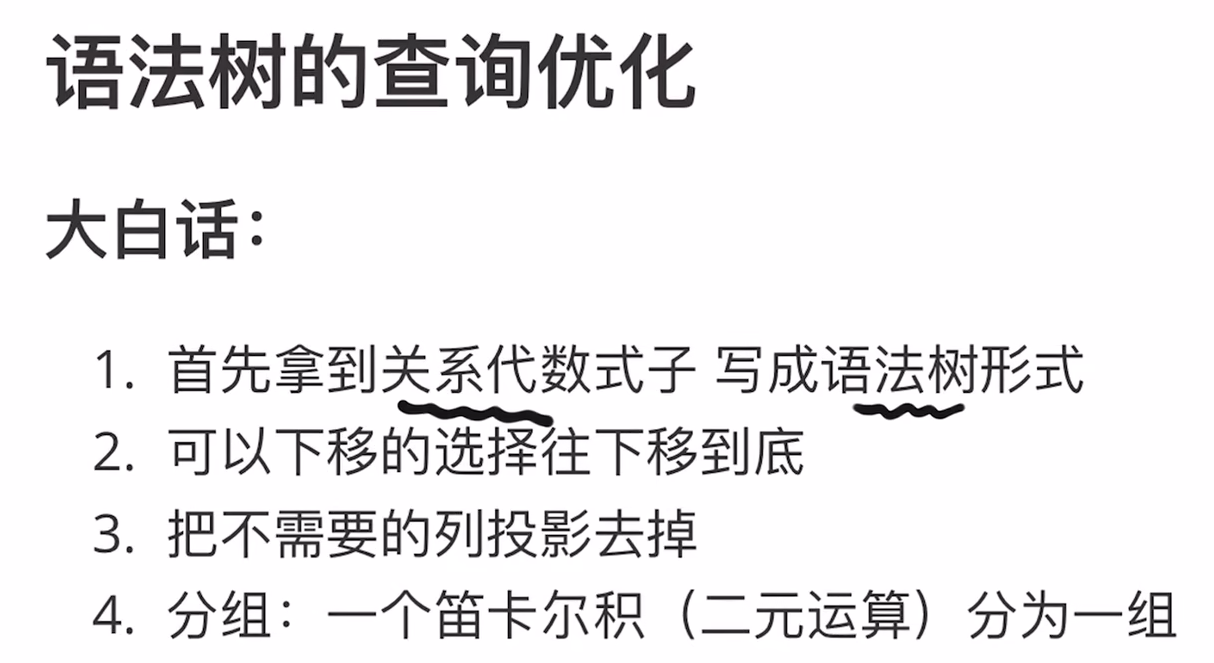 语法树的查询优化
大白话：
1. 首先拿到关系代数式子 写成语法树形式
2. 可以下移的选择往下移到底
3. 把不需要的列投影去掉
4. 分组：一个笛卡尔积（二元运算）分为一组